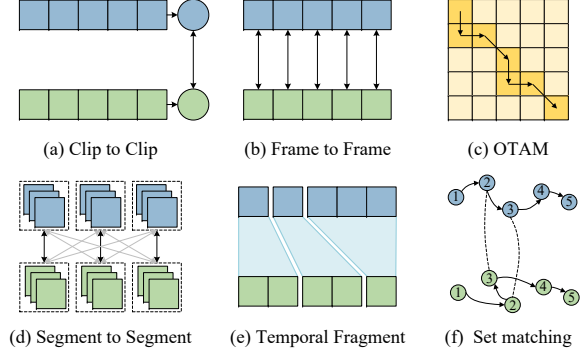 (a) Clip to Clip
(b) Frame to Frame
(c) OTAM
1 2 3 4 5
3 1 2 4 5
(d) Segment to Segment
(e) Temporal Fragment
(f) Set matching